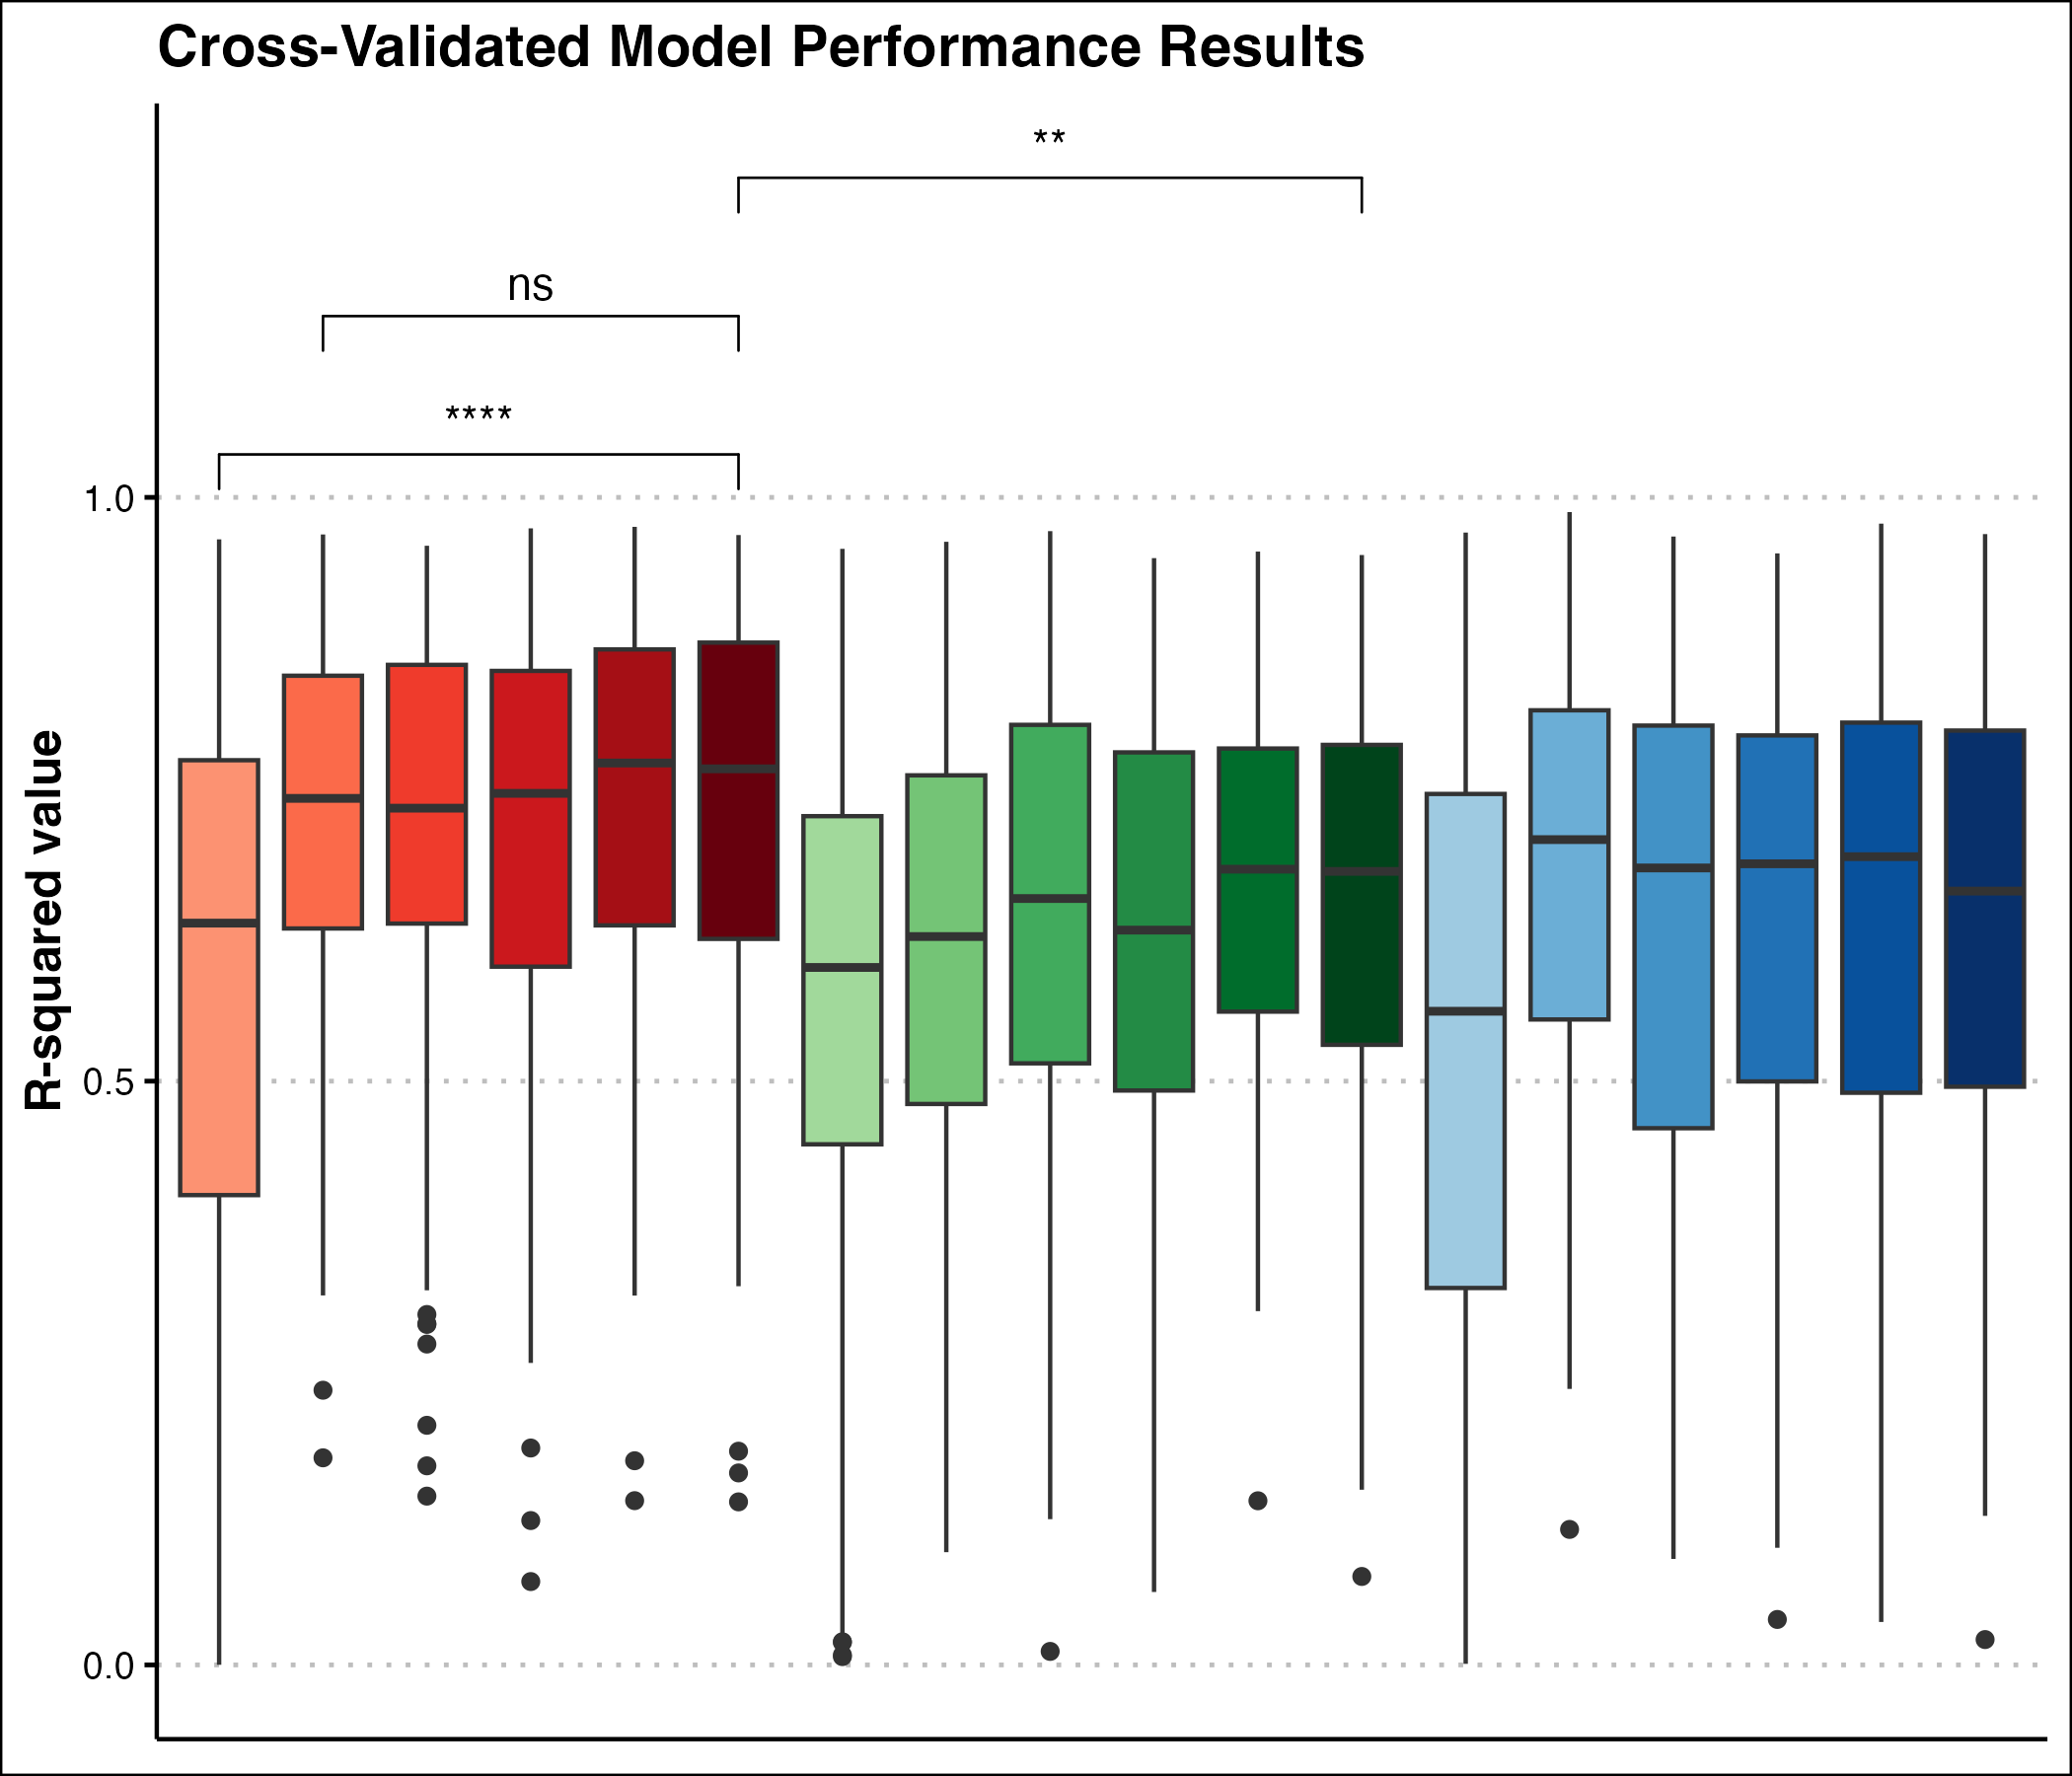 Cross-Validated Model Performance Results
**
ns
****
1.0
R-squared value
0.5
0.0